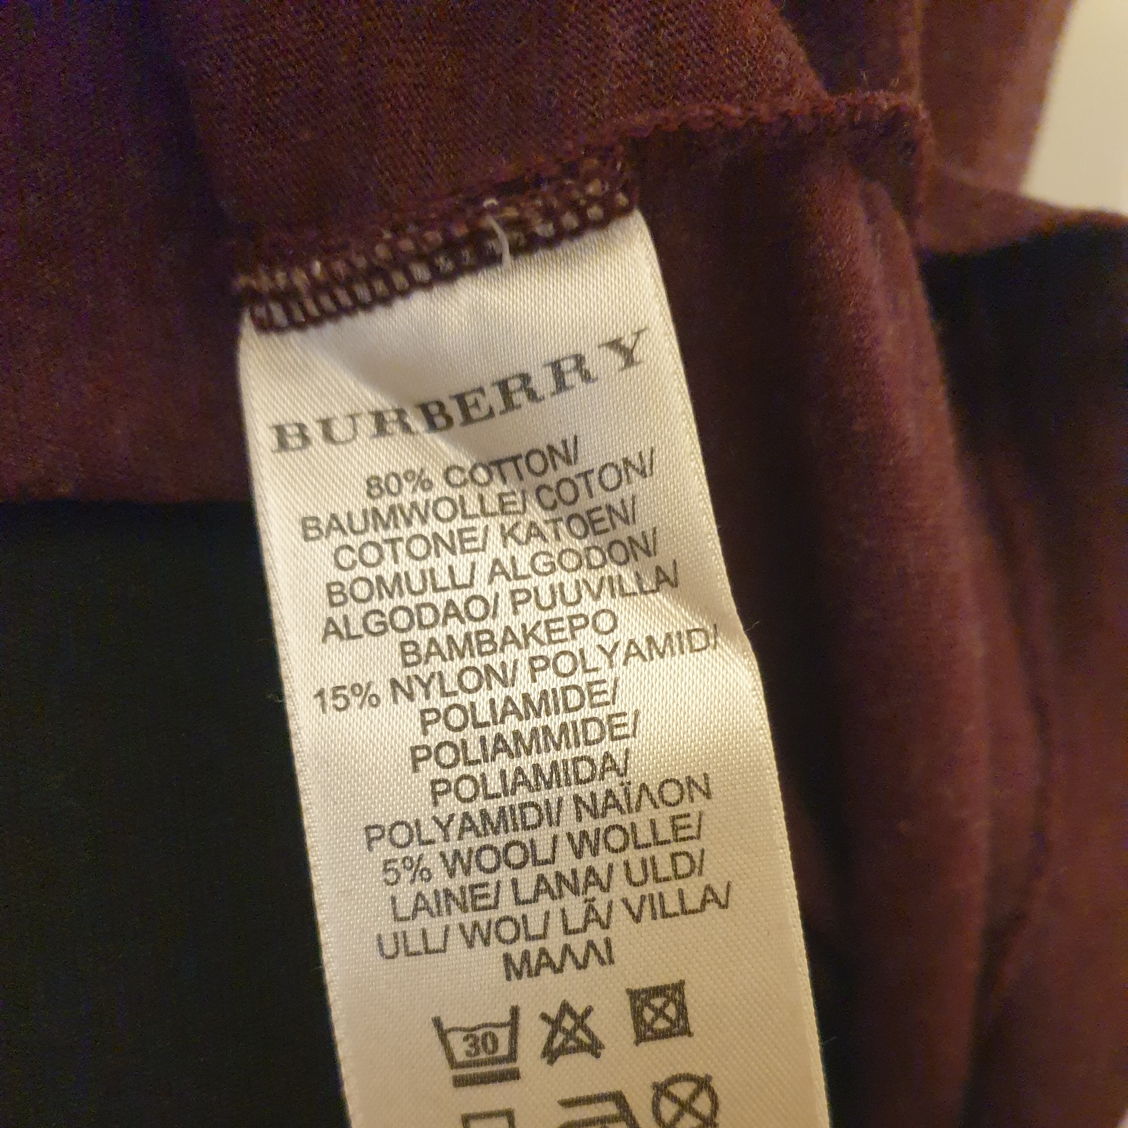 BURBERRY
80% COTTON/
BAUMWOLLE/ COTON/
COTONE/ KATOEN/
BOMULL/ ALGODON/
ALGODAO/ PUUVILLA/
BAMBAKEPO
15% NYLON/ POLYAMID/
POLIAMIDE/
POLIAMMIDE/
POLIAMIDA/
POLYAMIDI/ ΝΑΪΛΟΝ
5% WOOL/ WOLLE/
LAINE/ LANA/ ULD/
ULL/ WOL/ LÃ/ VILLA/
ΜΑΛΛΙ
30